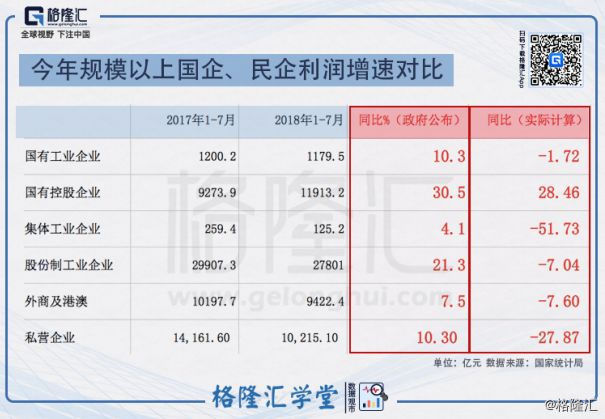 格隆汇
www.gelonghui.com
全球视野 下注中国
扫码下载格隆汇App
今年规模以上国企、民企利润增速对比
2017年1-7月 2018年1-7月 同比%（政府公布） 同比（实际计算）
国有工业企业 1200.2 1179.5 10.3 -1.72
国有控股企业 9273.9 11913.2 30.5 28.46
集体工业企业 259.4 125.2 4.1 -51.73
股份制工业企业 29907.3 27801 21.3 -7.04
外商及港澳 10197.7 9422.4 7.5 -7.60
私营企业 14,161.60 10,215.10 10.30 -27.87
格隆汇
www.gelonghui.com
单位：亿元 数据来源：国家统计局
格隆汇学堂 数据观市
@格隆汇